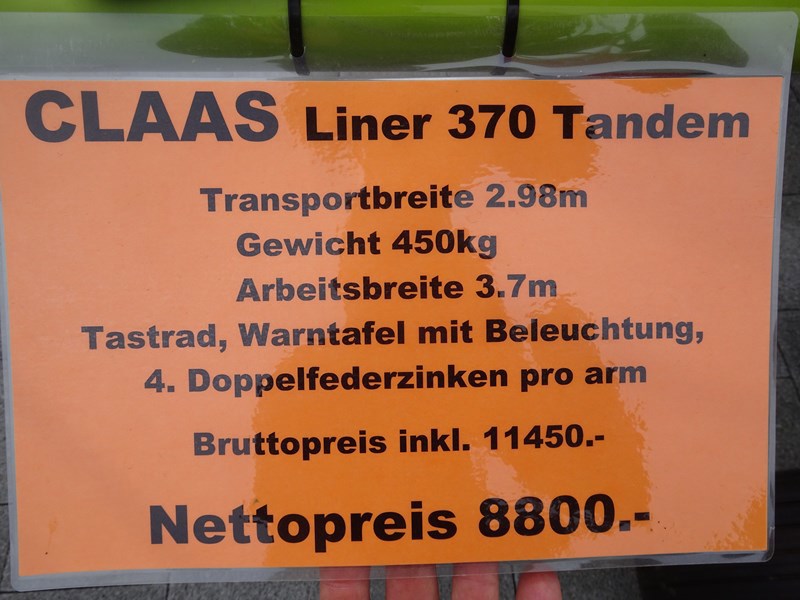 CLAAS Liner 370 Tandem
Transportbreite 2.98m
Gewicht 450kg
Arbeitsbreite 3.7m
Tastrad, Warntafel mit Beleuchtung,
4. Doppelfederzinken pro arm
Bruttopreis inkl. 11450.-
Nettopreis 8800.-